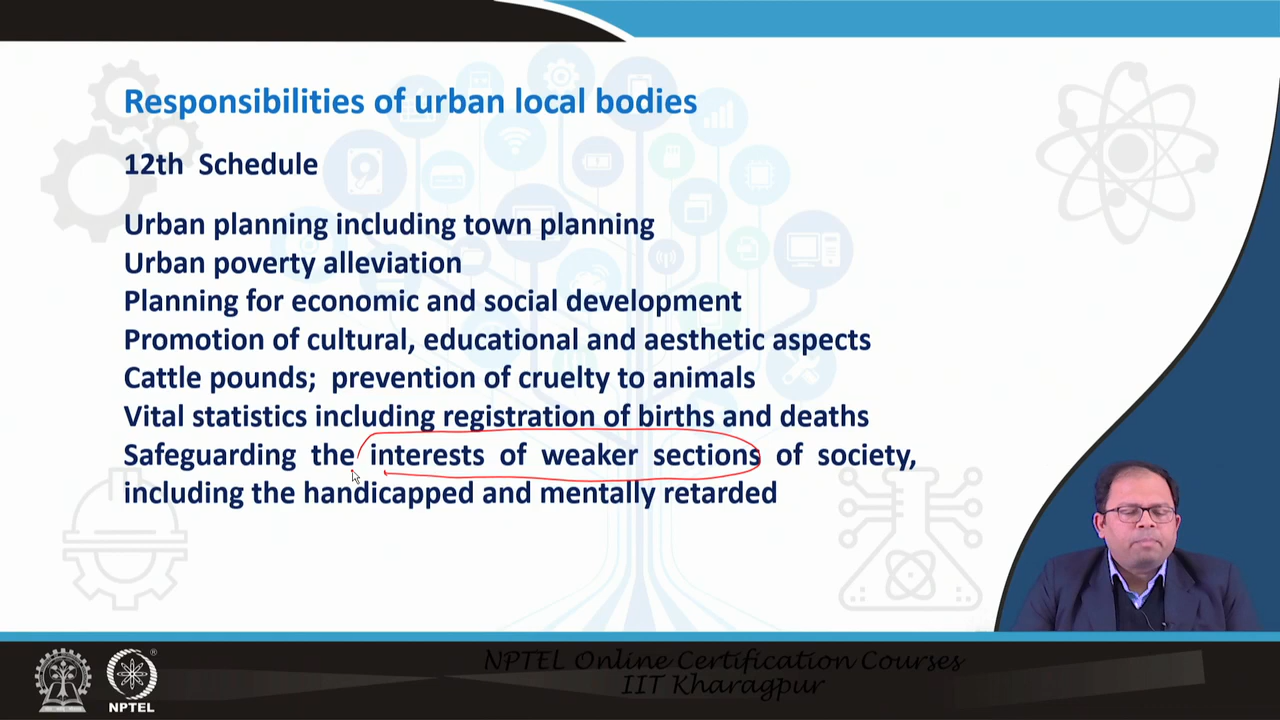 Responsibilities of urban local bodies
12th Schedule
Urban planning including town planning
Urban poverty alleviation
Planning for economic and social development
Promotion of cultural, educational and aesthetic aspects
Cattle pounds; prevention of cruelty to animals
Vital statistics including registration of births and deaths
Safeguarding the interests of weaker sections of society,
including the handicapped and mentally retarded
NPTEL Online Certification Courses
IIT Kharagpur
NPTEL